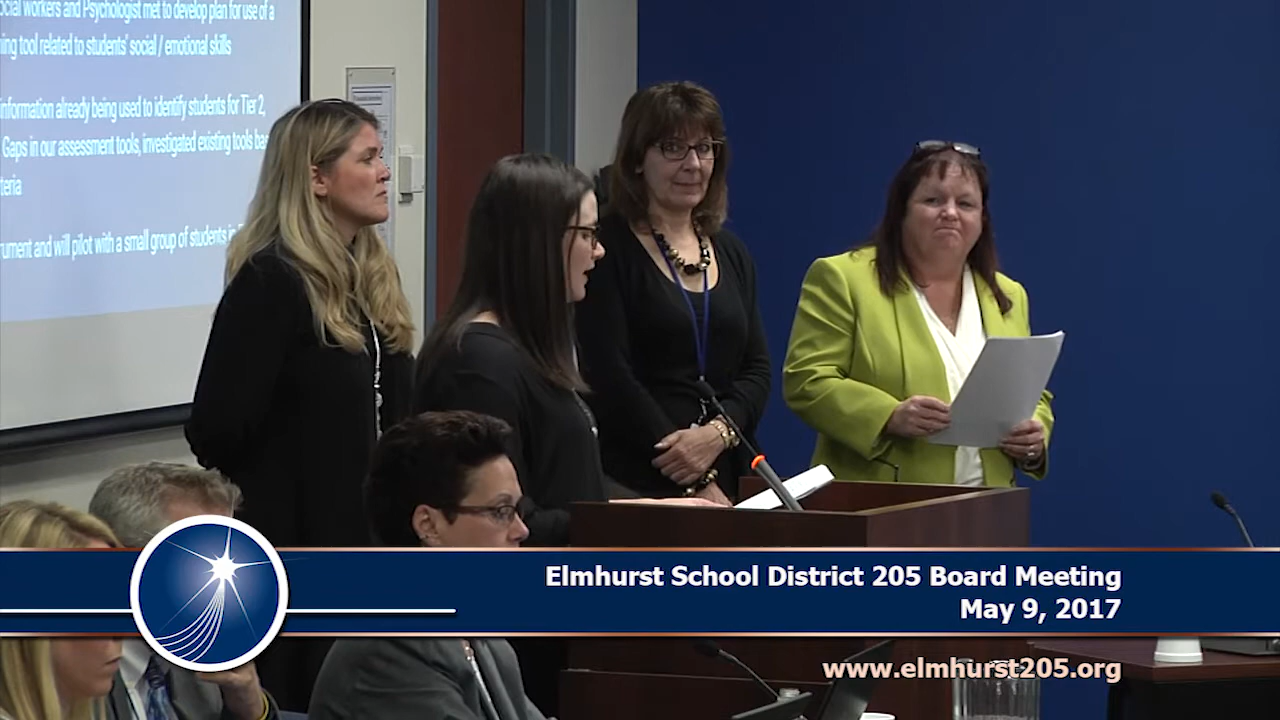 ocial workers and Psychologist met to develop plan for use of a
ing tool related to students' social / emotional skills
information already being used to identify students for Tier 2,
Gaps in our assessment tools, investigated existing tools
teria
rument and will pilot with a small group of students in
Elmhurst School District 205 Board Meeting
May 9, 2017
www.elmhurst205.org